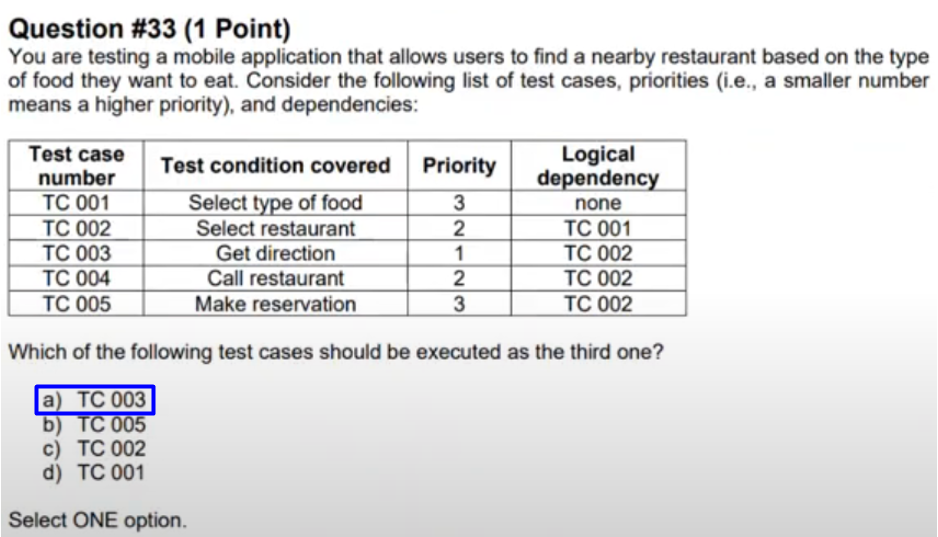 Question #33 (1 Point)
You are testing a mobile application that allows users to find a nearby restaurant based on the type
of food they want to eat. Consider the following list of test cases, priorities (i.e., a smaller number
means a higher priority), and dependencies:
Test case number Test condition covered Priority Logical dependency
TC 001 Select type of food 3 none
TC 002 Select restaurant 2 TC 001
TC 003 Get direction 1 TC 002
TC 004 Call restaurant 2 TC 002
TC 005 Make reservation 3 TC 002
Which of the following test cases should be executed as the third one?
a) TC 003
b) TC 005
c) TC 002
d) TC 001
Select ONE option.